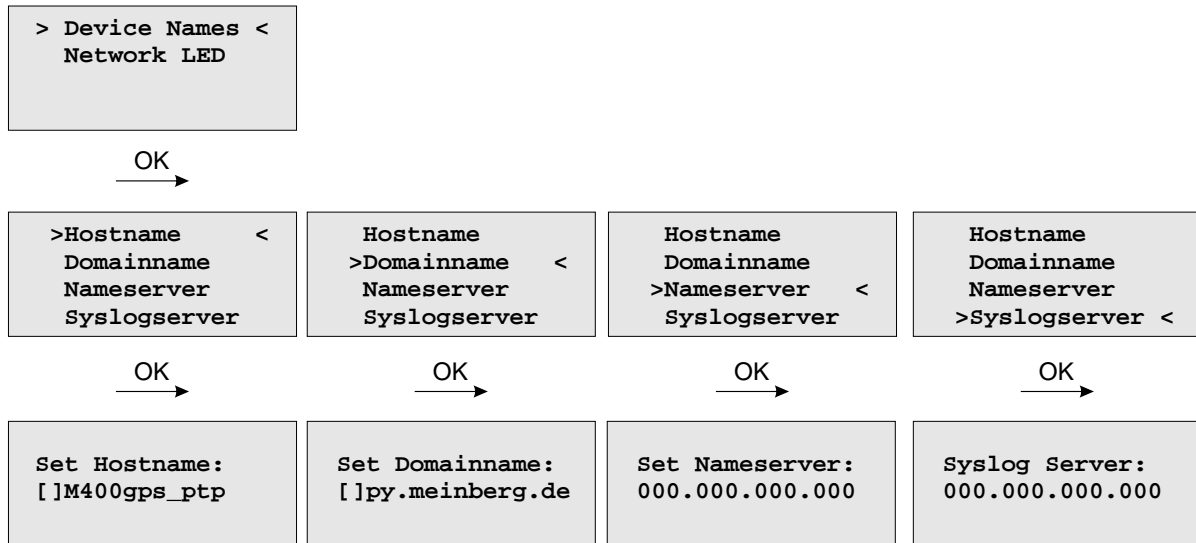 > Device Names <
Network LED
OK
>Hostname <
Domainname
Nameserver
Syslogserver
Hostname
>Domainname <
Nameserver
Syslogserver
Hostname
Domainname
>Nameserver <
Syslogserver
Hostname
Domainname
Nameserver
>Syslogserver <
OK
OK
OK
OK
Set Hostname:
[]M400gps_ptp
Set Domainname:
[]py.meinberg.de
Set Nameserver:
000.000.000.000
Syslog Server:
000.000.000.000